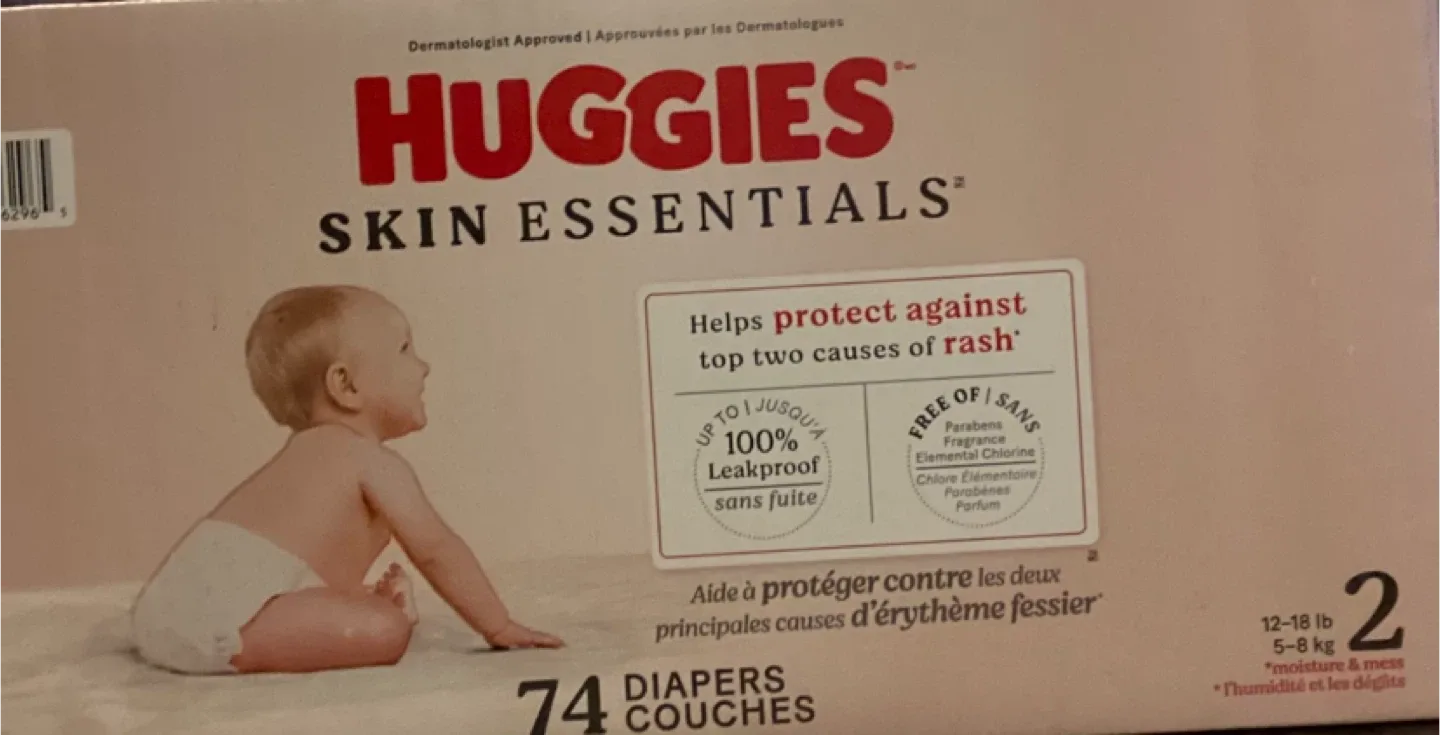 Dermatologist Approved | Approuvées par les Dermatologues
HUGGIES
SKIN ESSENTIALS
6296 5
Helps protect against
top two causes of rash*
UP TO | JUSQU'À
100%
Leakproof
sans fuite
FREE OF | SANS
Parabens
Fragrance
Elemental Chlorine
Chlore Élémentaire
Parabènes
Parfum
Aide à protéger contre les deux
principales causes d'érythème fessier*
12-18 lb
5-8 kg
2
*moisture & mess
*l'humidité et les dégâts
74 DIAPERS
COUCHES